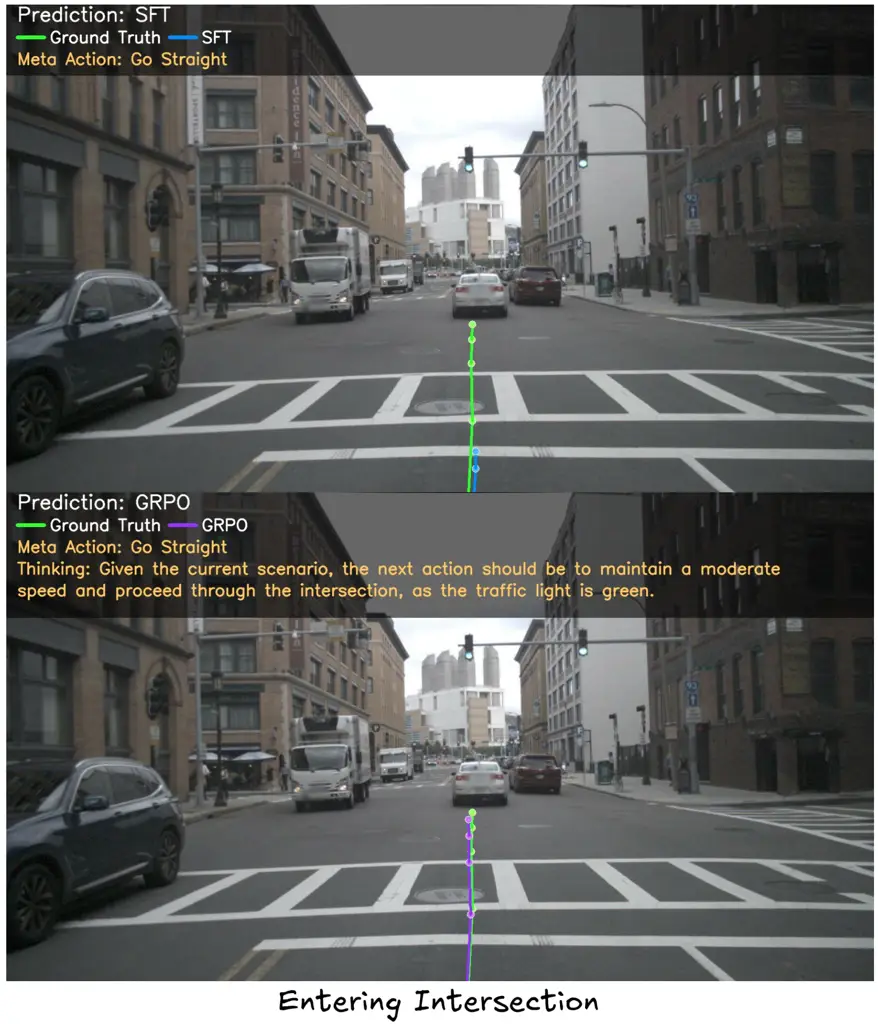 Prediction: SFT
Ground Truth SFT
Meta Action: Go Straight
Prediction: GRPO
Ground Truth GRPO
Meta Action: Go Straight
Thinking: Given the current scenario, the next action should be to maintain a moderate
speed and proceed through the intersection, as the traffic light is green.
Entering Intersection